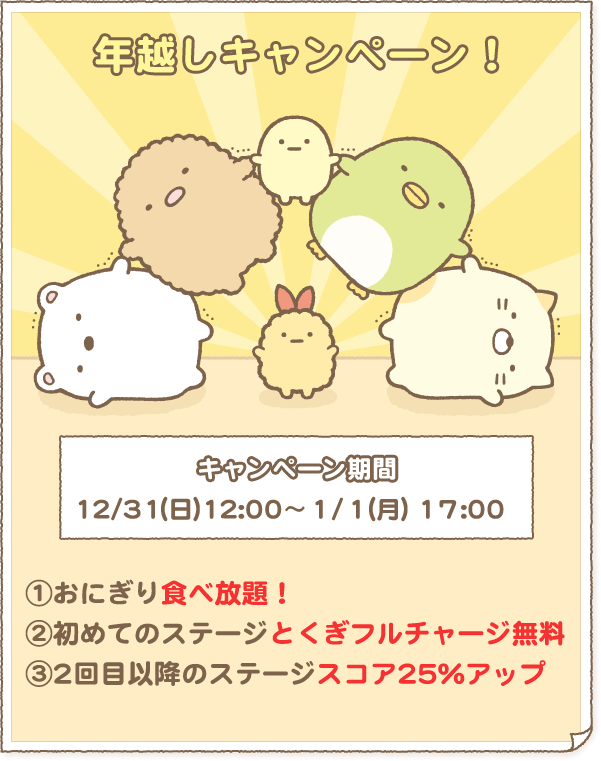 年越しキャンペーン！
キャンペーン期間
12/31(日)12:00〜 1/1(月) 17:00
①おにぎり食べ放題！
②初めてのステージとくぎフルチャージ無料
③2回目以降のステージスコア25%アップ